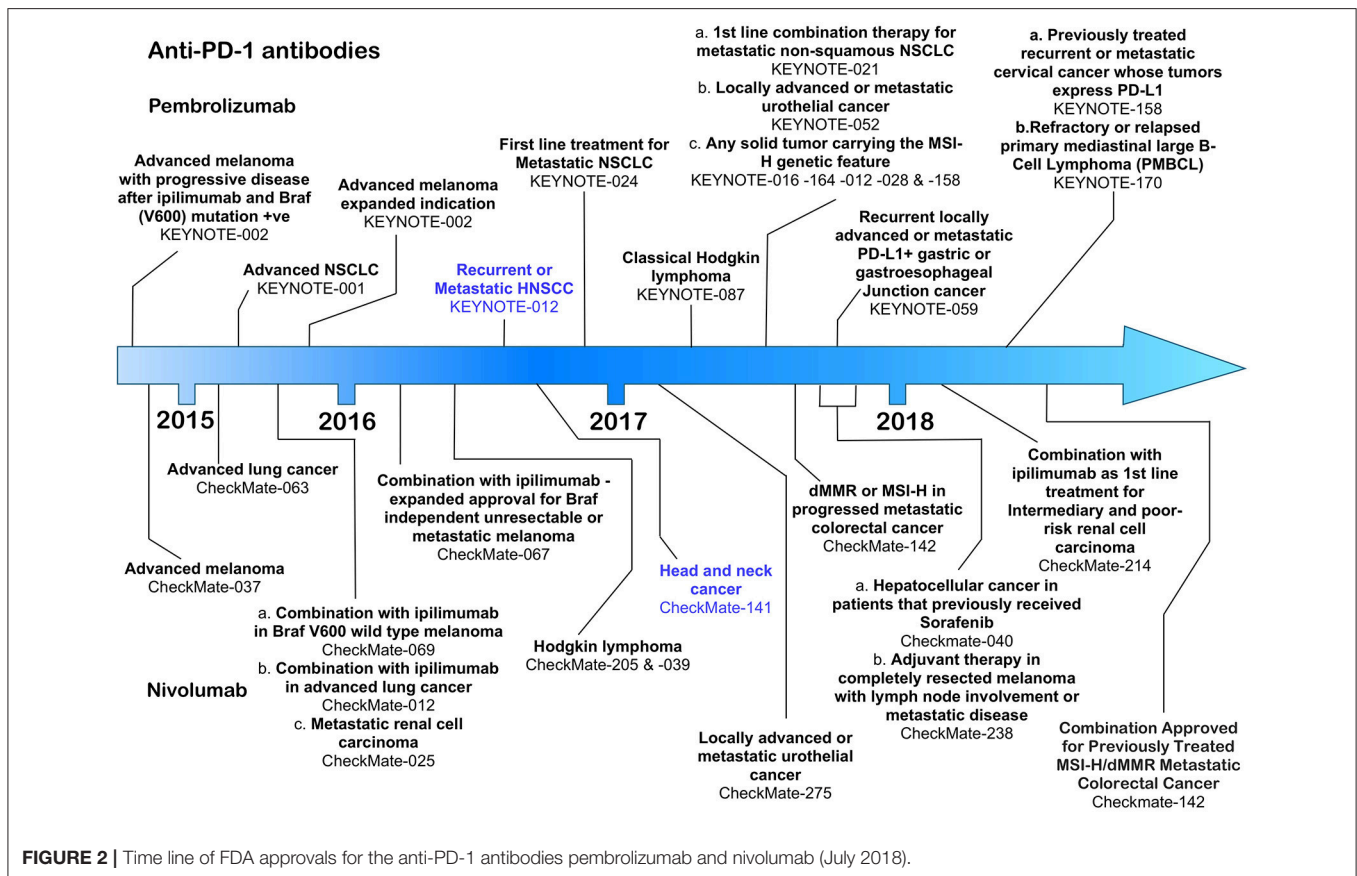 Anti-PD-1 antibodies
Pembrolizumab
Advanced melanoma
with progressive disease
after ipilimumab and Braf
(V600) mutation +ve
KEYNOTE-002
Advanced NSCLC
KEYNOTE-001
Advanced melanoma
expanded indication
KEYNOTE-002
Recurrent or
Metastatic HNSCC
KEYNOTE-012
First line treatment for
Metastatic NSCLC
KEYNOTE-024
Classical Hodgkin
lymphoma
KEYNOTE-087
a. 1st line combination therapy for
metastatic non-squamous NSCLC
KEYNOTE-021
b. Locally advanced or metastatic
urothelial cancer
KEYNOTE-052
c. Any solid tumor carrying the MSI-
H genetic feature
KEYNOTE-016 -164 -012 -028 & -158
Recurrent locally
advanced or metastatic
PD-L1+ gastric or
gastroesophageal
Junction cancer
KEYNOTE-059
a. Previously treated
recurrent or metastatic
cervical cancer whose tumors
express PD-L1
KEYNOTE-158
b.Refractory or relapsed
primary mediastinal large B-
Cell Lymphoma (PMBCL)
KEYNOTE-170
2015
2016
2017
2018
Advanced melanoma
CheckMate-037
Advanced lung cancer
CheckMate-063
a. Combination with ipilimumab
in Braf V600 wild type melanoma
CheckMate-069
b. Combination with ipilimumab
in advanced lung cancer
CheckMate-012
c. Metastatic renal cell
carcinoma
CheckMate-025
Nivolumab
Combination with ipilimumab -
expanded approval for Braf
independent unresectable or
metastatic melanoma
CheckMate-067
Hodgkin lymphoma
CheckMate-205 & -039
Head and neck
cancer
CheckMate-141
Locally advanced or
metastatic urothelial
cancer
CheckMate-275
dMMR or MSI-H in
progressed metastatic
colorectal cancer
CheckMate-142
a. Hepatocellular cancer in
patients that previously received
Sorafenib
Checkmate-040
b. Adjuvant therapy in
completely resected melanoma
with lymph node involvement or
metastatic disease
CheckMate-238
Combination with
ipilimumab as 1st line
treatment for
Intermediary and poor-
risk renal cell
carcinoma
CheckMate-214
Combination Approved
for Previously Treated
MSI-H/dMMR Metastatic
Colorectal Cancer
Checkmate-142
FIGURE 2 | Time line of FDA approvals for the anti-PD-1 antibodies pembrolizumab and nivolumab (July 2018).